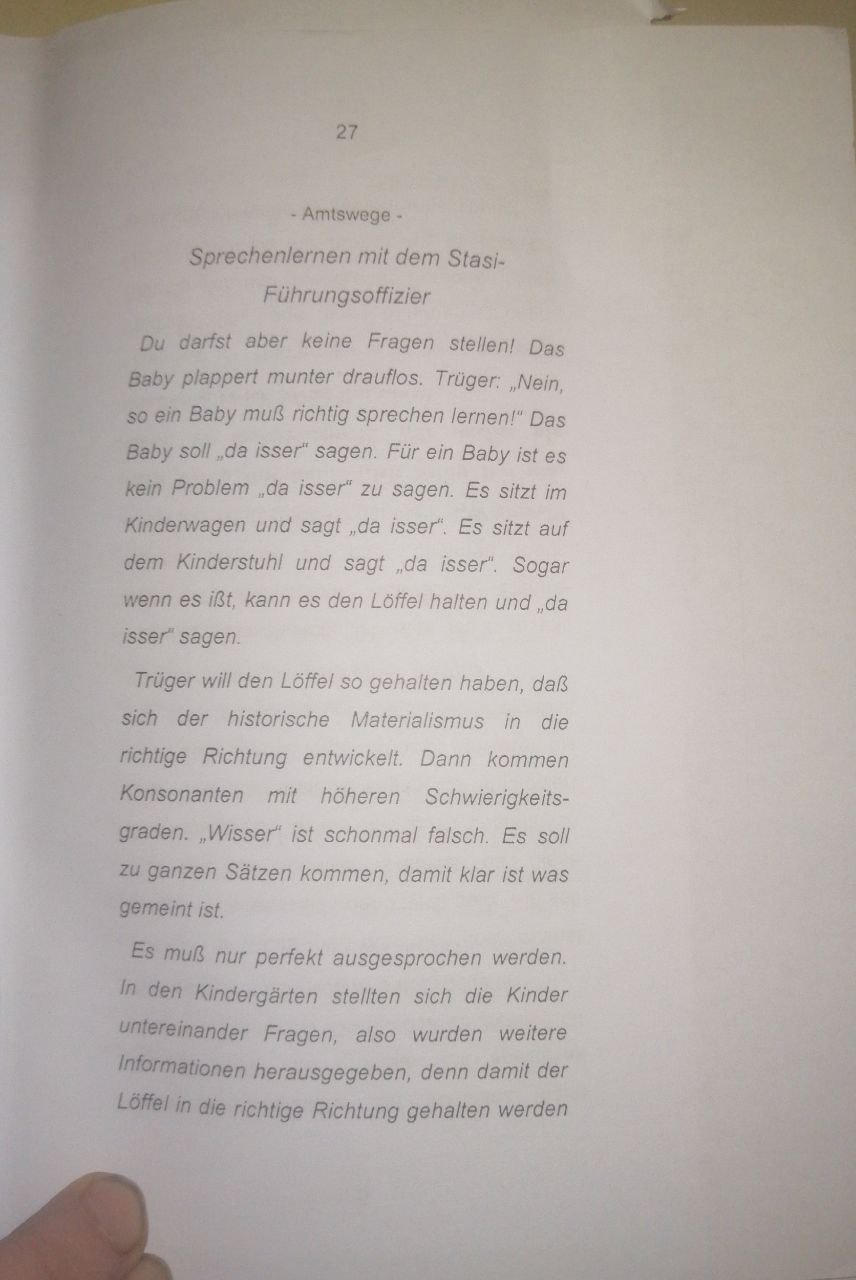 27
- Amtswege -
Sprechenlernen mit dem Stasi-
Führungsoffizier
Du darfst aber keine Fragen stellen! Das
Baby plappert munter drauflos. Trüger: „Nein,
so ein Baby muß richtig sprechen lernen!“ Das
Baby soll „da isser“ sagen. Für ein Baby ist es
kein Problem „da isser“ zu sagen. Es sitzt im
Kinderwagen und sagt „da isser“. Es sitzt auf
dem Kinderstuhl und sagt „da isser“. Sogar
wenn es ißt, kann es den Löffel halten und „da
isser“ sagen.
Trüger will den Löffel so gehalten haben, daß
sich der historische Materialismus in die
richtige Richtung entwickelt. Dann kommen
Konsonanten mit höheren Schwierigkeits-
graden. „Wisser“ ist schonmal falsch. Es soll
zu ganzen Sätzen kommen, damit klar ist was
gemeint ist.
Es muß nur perfekt ausgesprochen werden.
In den Kindergärten stellten sich die Kinder
untereinander Fragen, also wurden weitere
Informationen herausgegeben, denn damit der
Löffel in die richtige Richtung gehalten werden